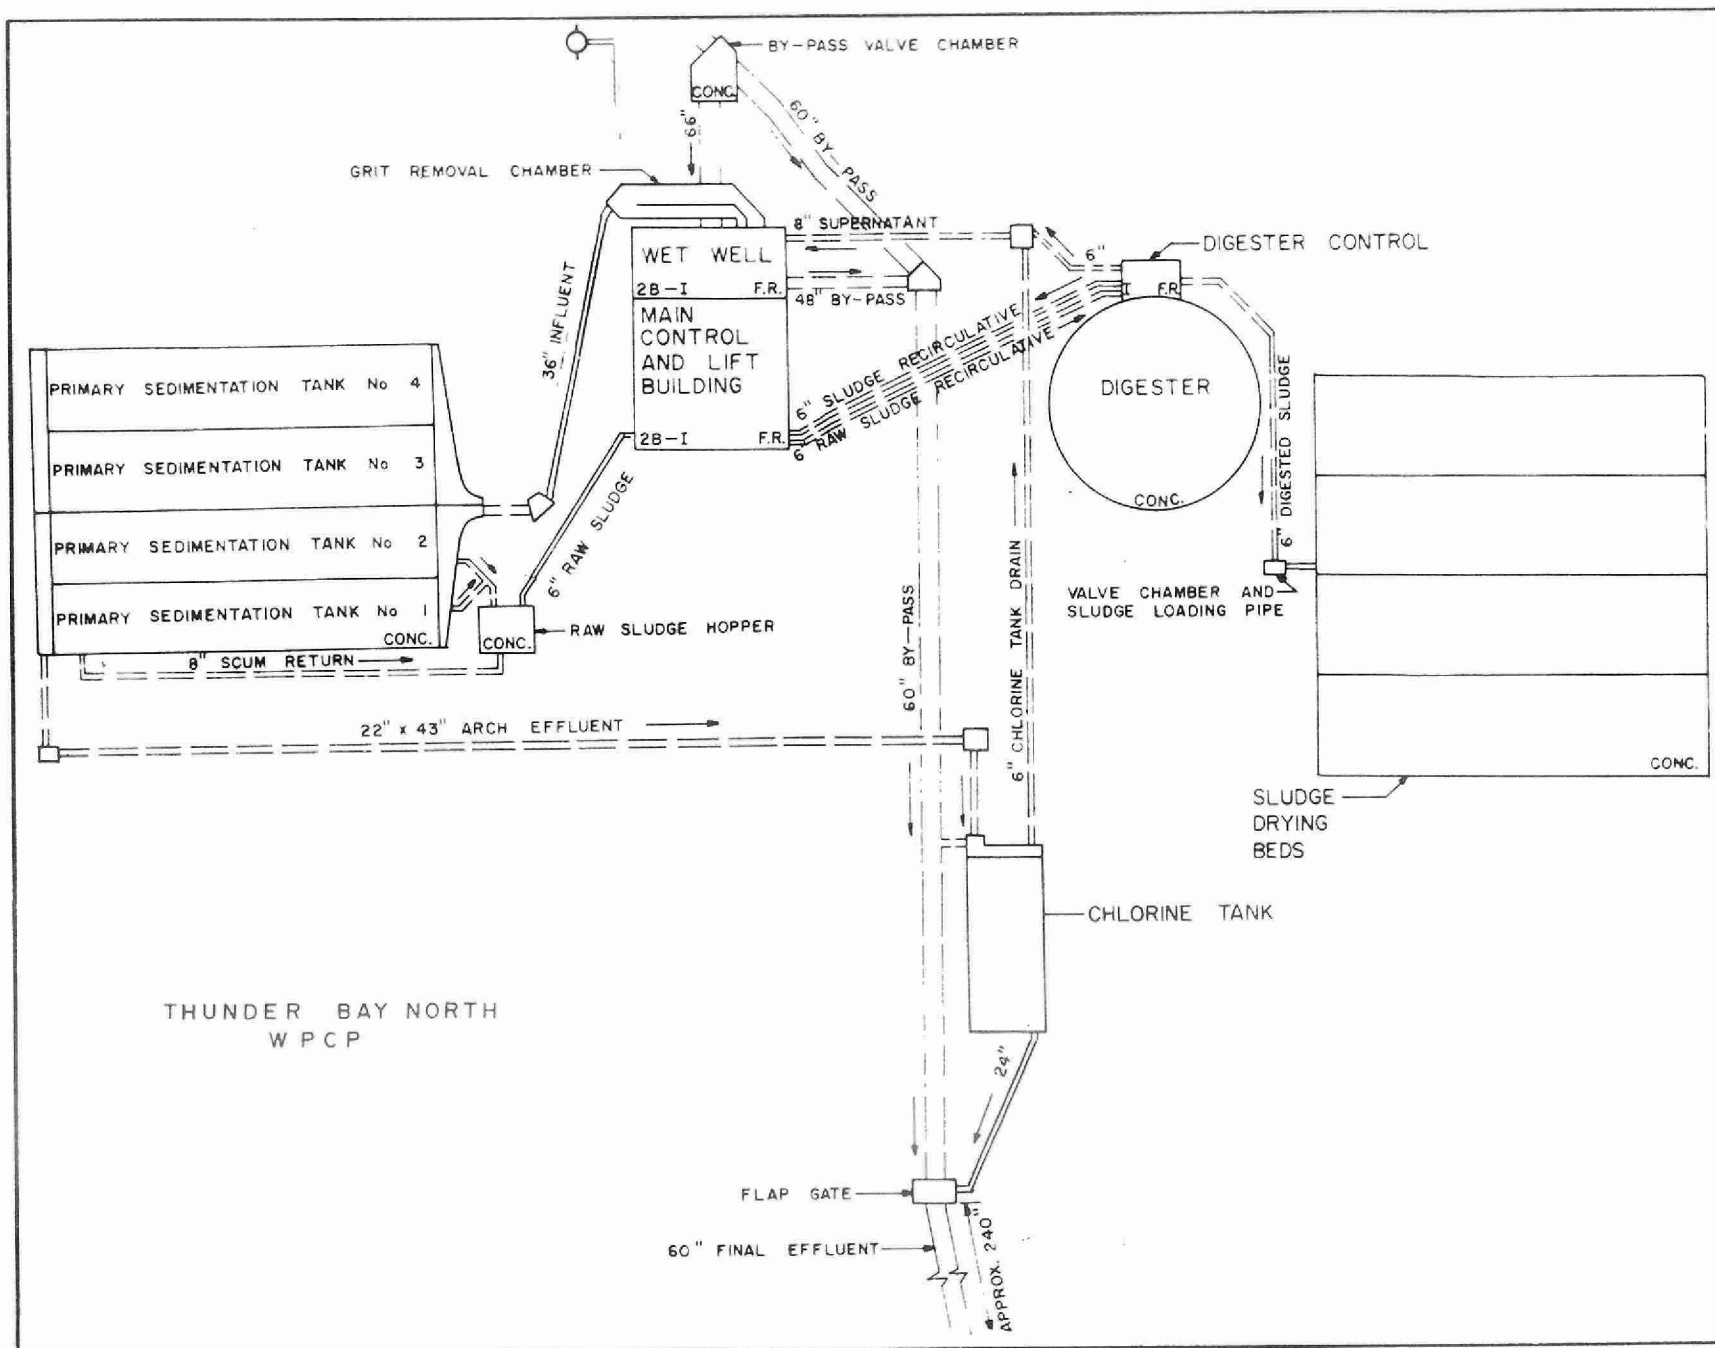 BY-PASS VALVE CHAMBER
CONC.
66"
60" BY-PASS
GRIT REMOVAL CHAMBER
8" SUPERNATANT
WET WELL
2B-I F.R.
48" BY-PASS
6"
DIGESTER CONTROL
I F.R.
MAIN
CONTROL
AND LIFT
BUILDING
2B-I F.R.
36" INFLUENT
6" SLUDGE RECIRCULATIVE
6" RAW SLUDGE RECIRCULATIVE
DIGESTER
CONC.
6" DIGESTED SLUDGE
PRIMARY SEDIMENTATION TANK No 4
PRIMARY SEDIMENTATION TANK No 3
PRIMARY SEDIMENTATION TANK No 2
PRIMARY SEDIMENTATION TANK No 1
CONC.
6" RAW SLUDGE
CONC.
RAW SLUDGE HOPPER
8" SCUM RETURN
VALVE CHAMBER AND
SLUDGE LOADING PIPE
60" BY-PASS
6" CHLORINE TANK DRAIN
22" x 43" ARCH EFFLUENT
CONC.
SLUDGE
DRYING
BEDS
CHLORINE TANK
THUNDER BAY NORTH
WPCP
24"
FLAP GATE
60" FINAL EFFLUENT
APPROX. 240"